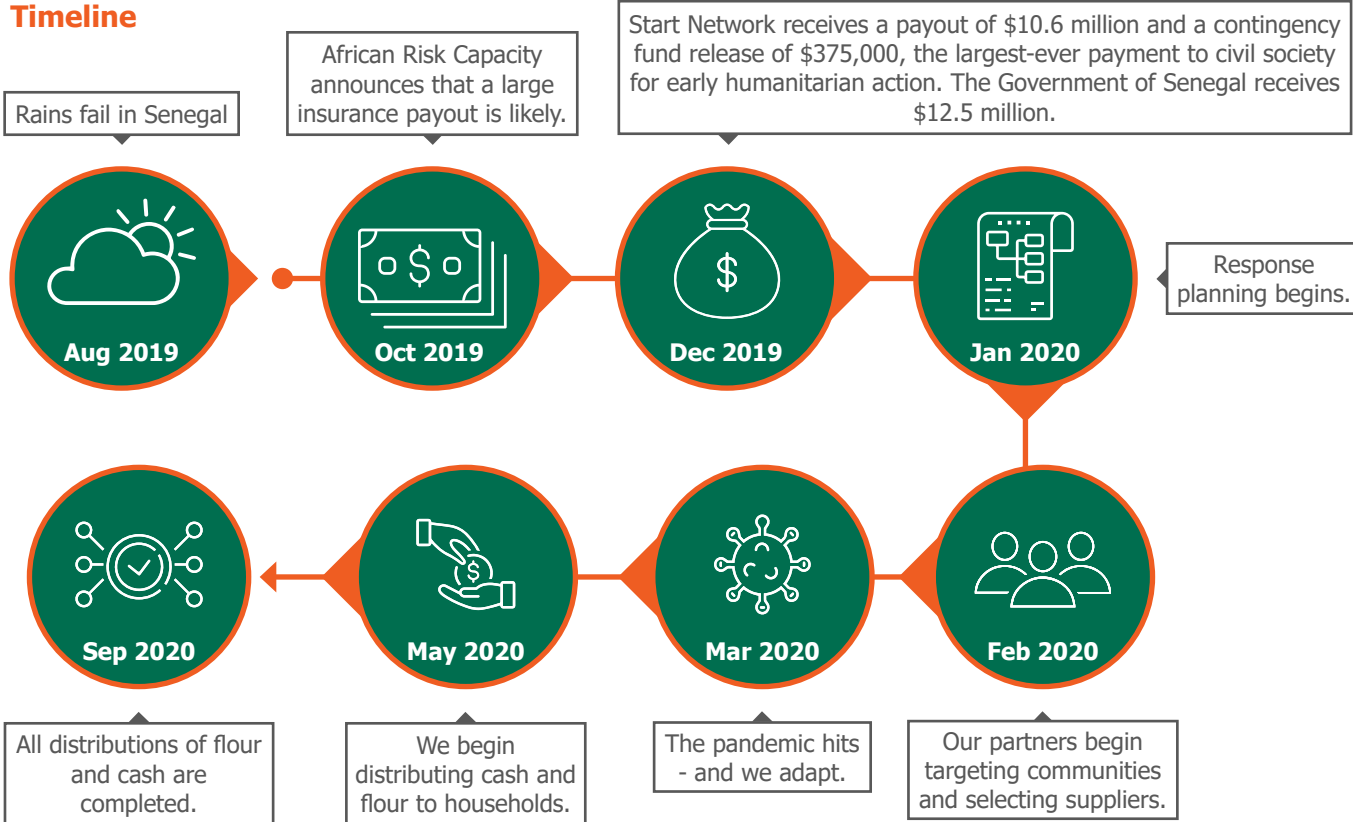 Timeline
Rains fail in Senegal
African Risk Capacity
announces that a large
insurance payout is likely.
Start Network receives a payout of $10.6 million and a contingency
fund release of $375,000, the largest-ever payment to civil society
for early humanitarian action. The Government of Senegal receives
$12.5 million.
Aug 2019
$
Oct 2019
$
Dec 2019
Jan 2020
Response
planning begins.
Feb 2020
Our partners begin
targeting communities
and selecting suppliers.
Mar 2020
The pandemic hits
- and we adapt.
$
May 2020
We begin
distributing cash and
flour to households.
Sep 2020
All distributions of flour
and cash are
completed.